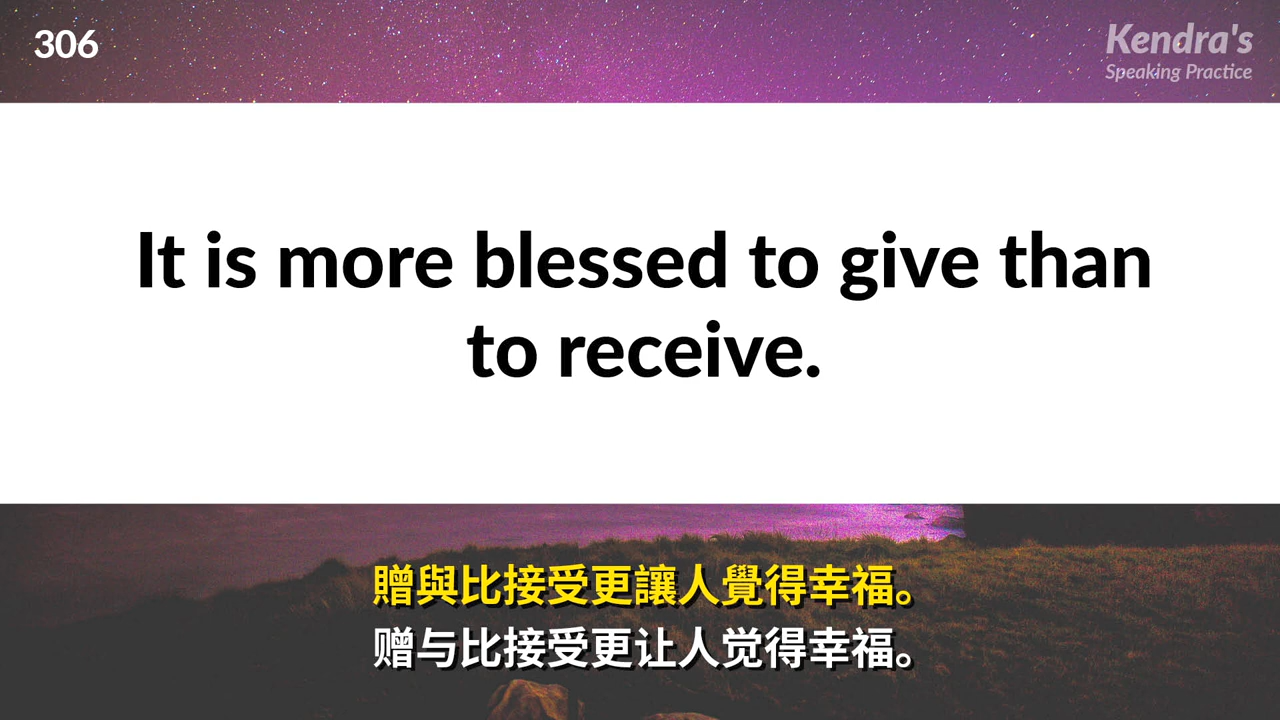 306
Kendra's
Speaking Practice
It is more blessed to give than
to receive.
贈與比接受更讓人覺得幸福。
赠与比接受更让人觉得幸福。